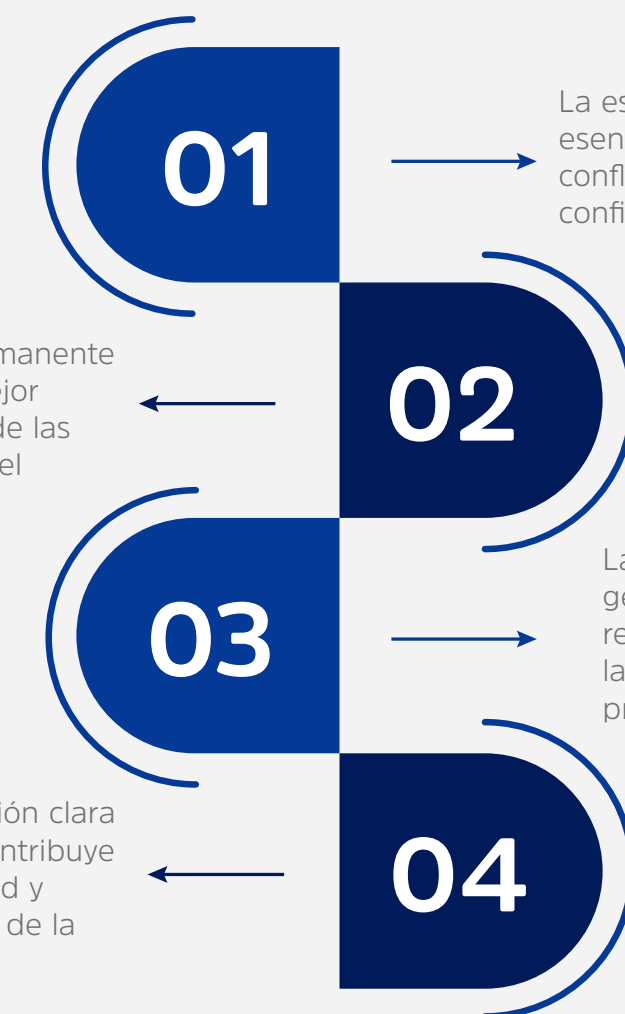 01
La es
esen
confl
confi
manente
ejor
de las
el
02
03
La
ge
re
la
pr
ión clara
ntribuye
d y
de la
04